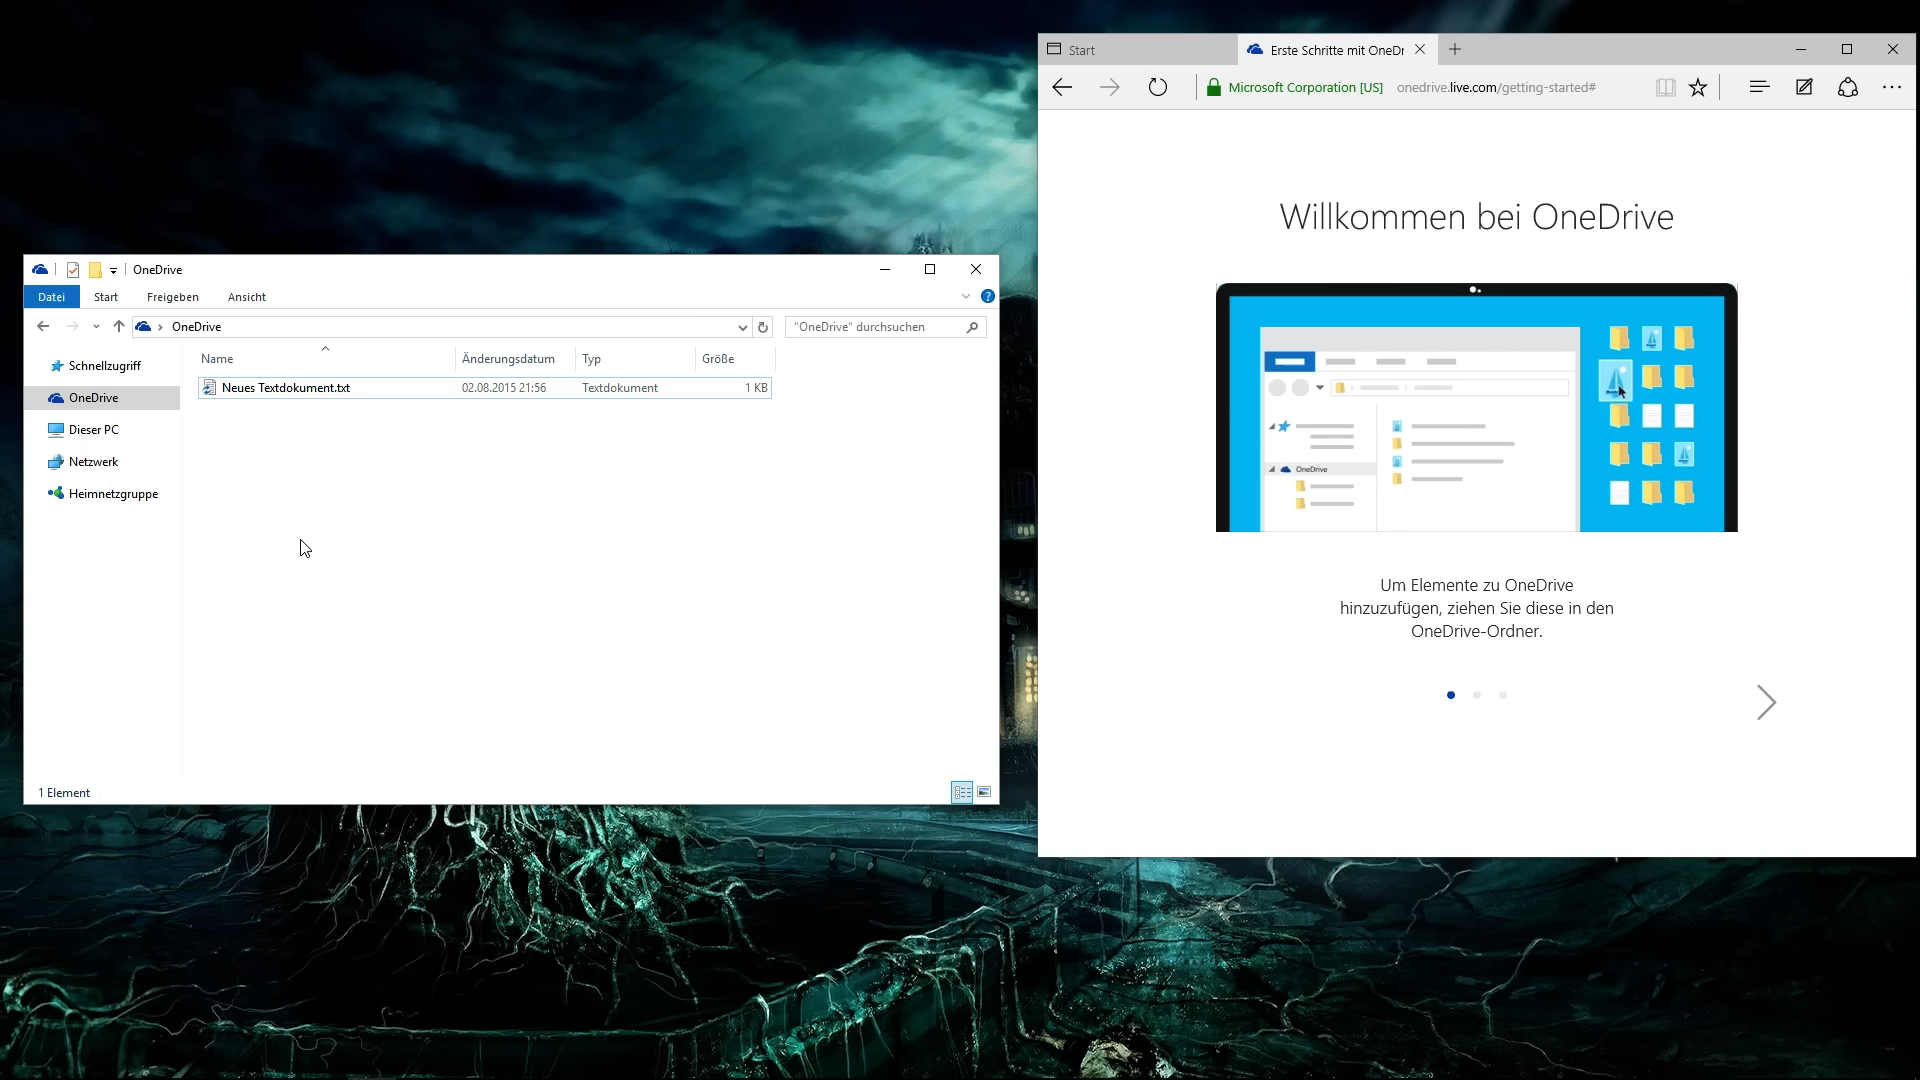 OneDrive
Datei Start Freigeben Ansicht
OneDrive
"OneDrive" durchsuchen
Name Änderungsdatum Typ Größe
Neues Textdokument.txt 02.08.2015 21:56 Textdokument 1 KB
Schnellzugriff
OneDrive
Dieser PC
Netzwerk
Heimnetzgruppe
1 Element
Start Erste Schritte mit OneDr
Microsoft Corporation [US] onedrive.live.com/getting-started#
Willkommen bei OneDrive
OneDrive
Um Elemente zu OneDrive
hinzuzufügen, ziehen Sie diese in den
OneDrive-Ordner.